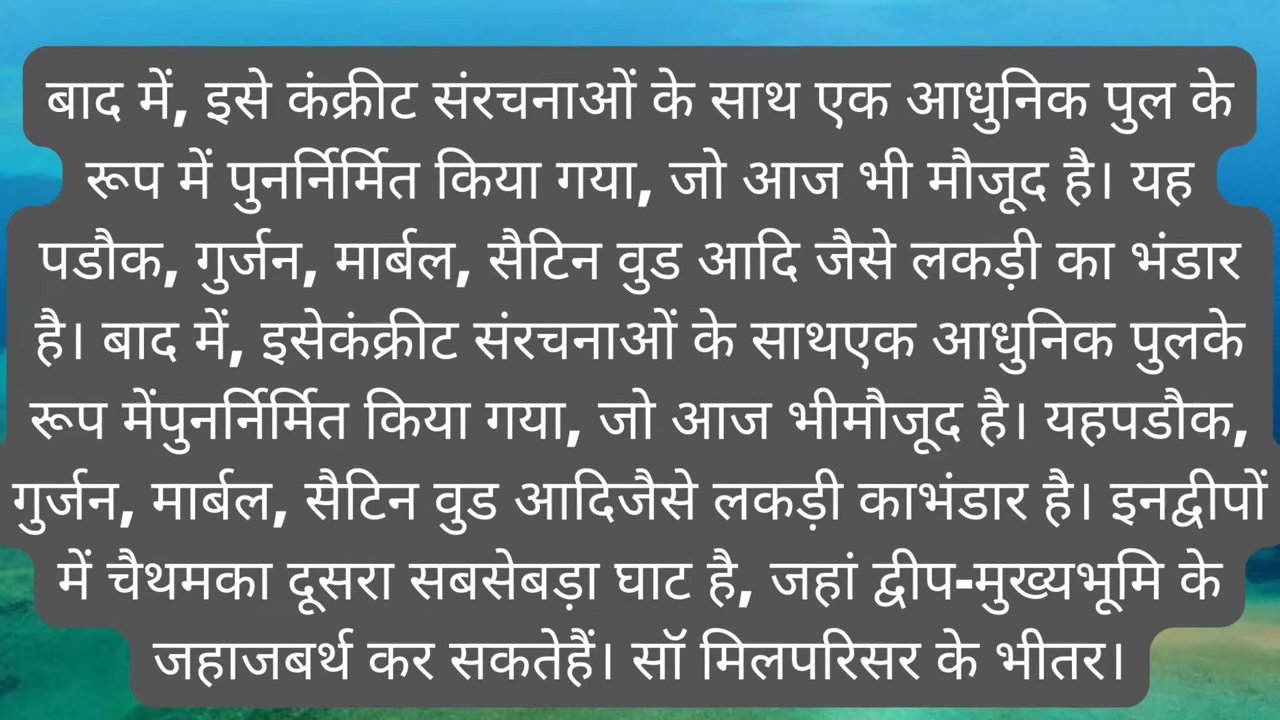 बाद में, इसे कंक्रीट संरचनाओं के साथ एक आधुनिक पुल के
रूप में पुनर्निर्मित किया गया, जो आज भी मौजूद है। यह
पडौक, गुर्जन, मार्बल, सैटिन वुड आदि जैसे लकड़ी का भंडार
है। बाद में, इसेकंक्रीट संरचनाओं के साथएक आधुनिक पुलके
रूप मेंपुनर्निर्मित किया गया, जो आज भीमौजूद है। यहपडौक,
गुर्जन, मार्बल, सैटिन वुड आदिजैसे लकड़ी काभंडार है। इनद्वीपों
में चैथमका दूसरा सबसेबड़ा घाट है, जहां द्वीप-मुख्यभूमि के
जहाजबर्थ कर सकतेहैं। सॉ मिलपरिसर के भीतर।